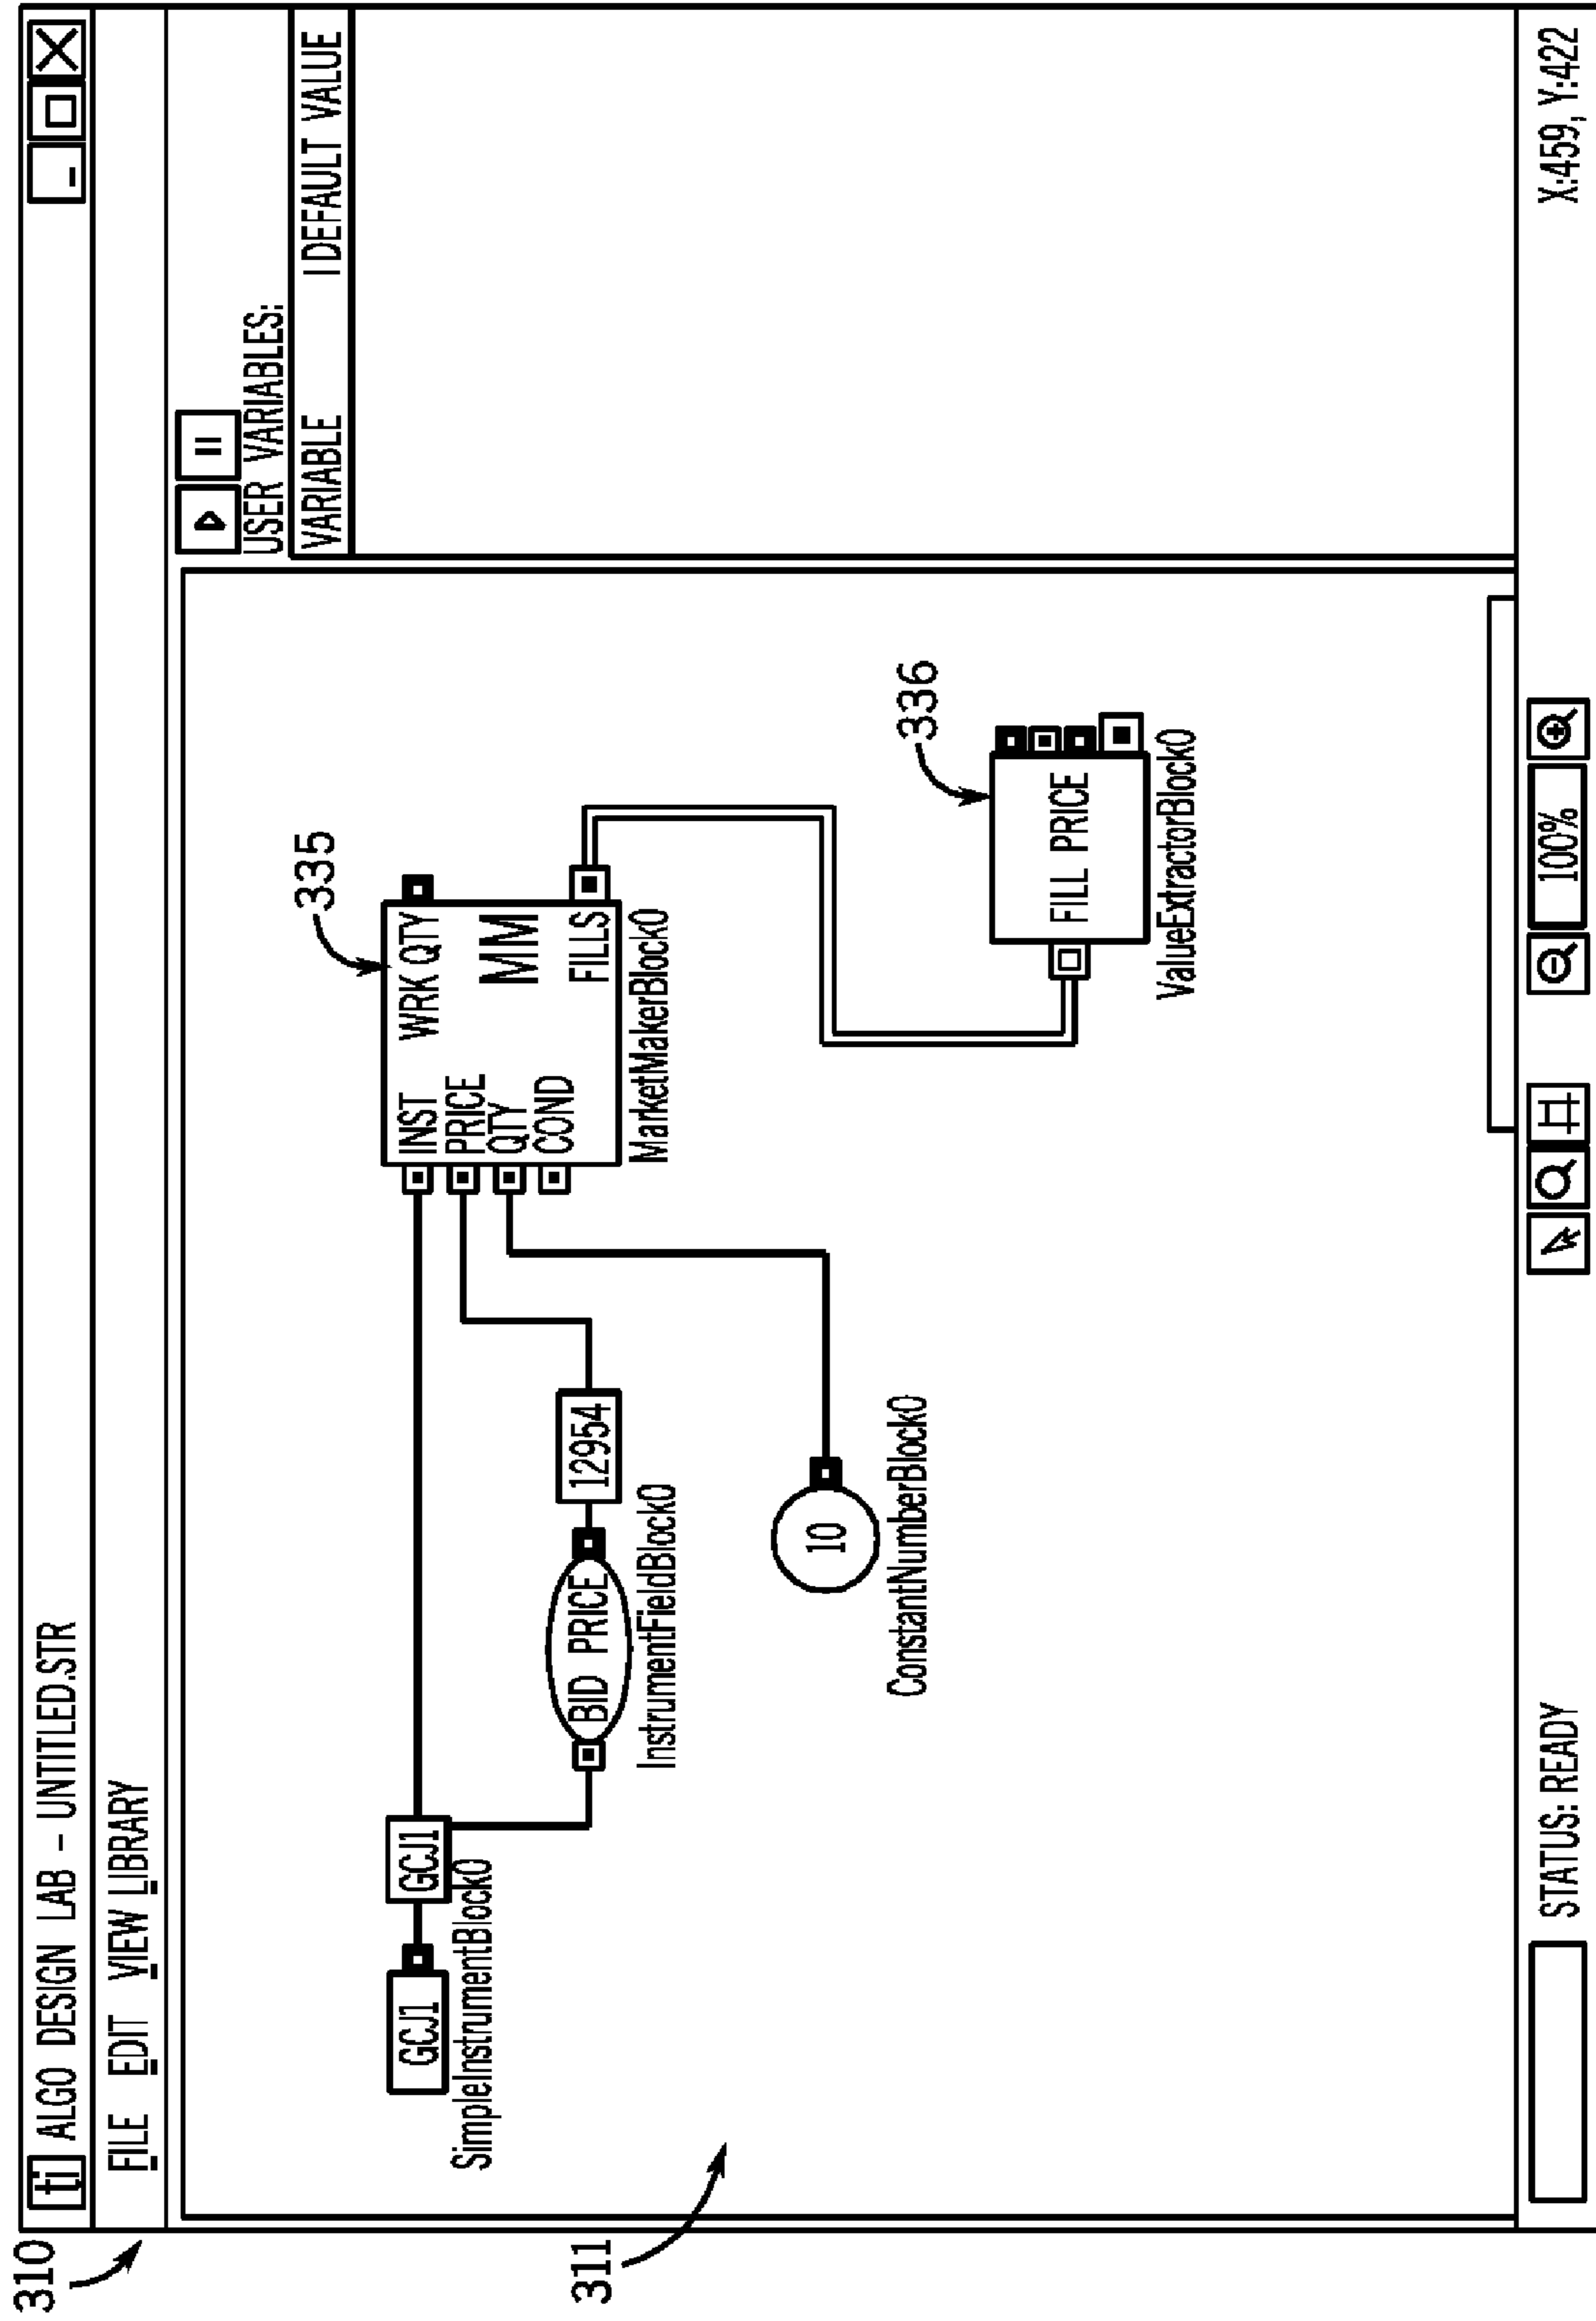 310
ti ALGO DESIGN LAB – UNTITLED.STR
FILE EDIT VIEW LIBRARY
USER VARIABLES:
VARIABLE | DEFAULT VALUE
311
335
GCJ1
GCJ1
SimpleInstrumentBlock0
INST
WRK QTY
PRICE
QTY
MM
COND
FILLS
MarketMakerBlock0
BID PRICE
12954
InstrumentFieldBlock0
10
ConstantNumberBlock0
336
FILL PRICE
ValueExtractorBlock0
STATUS: READY
100%
X:459, Y:422